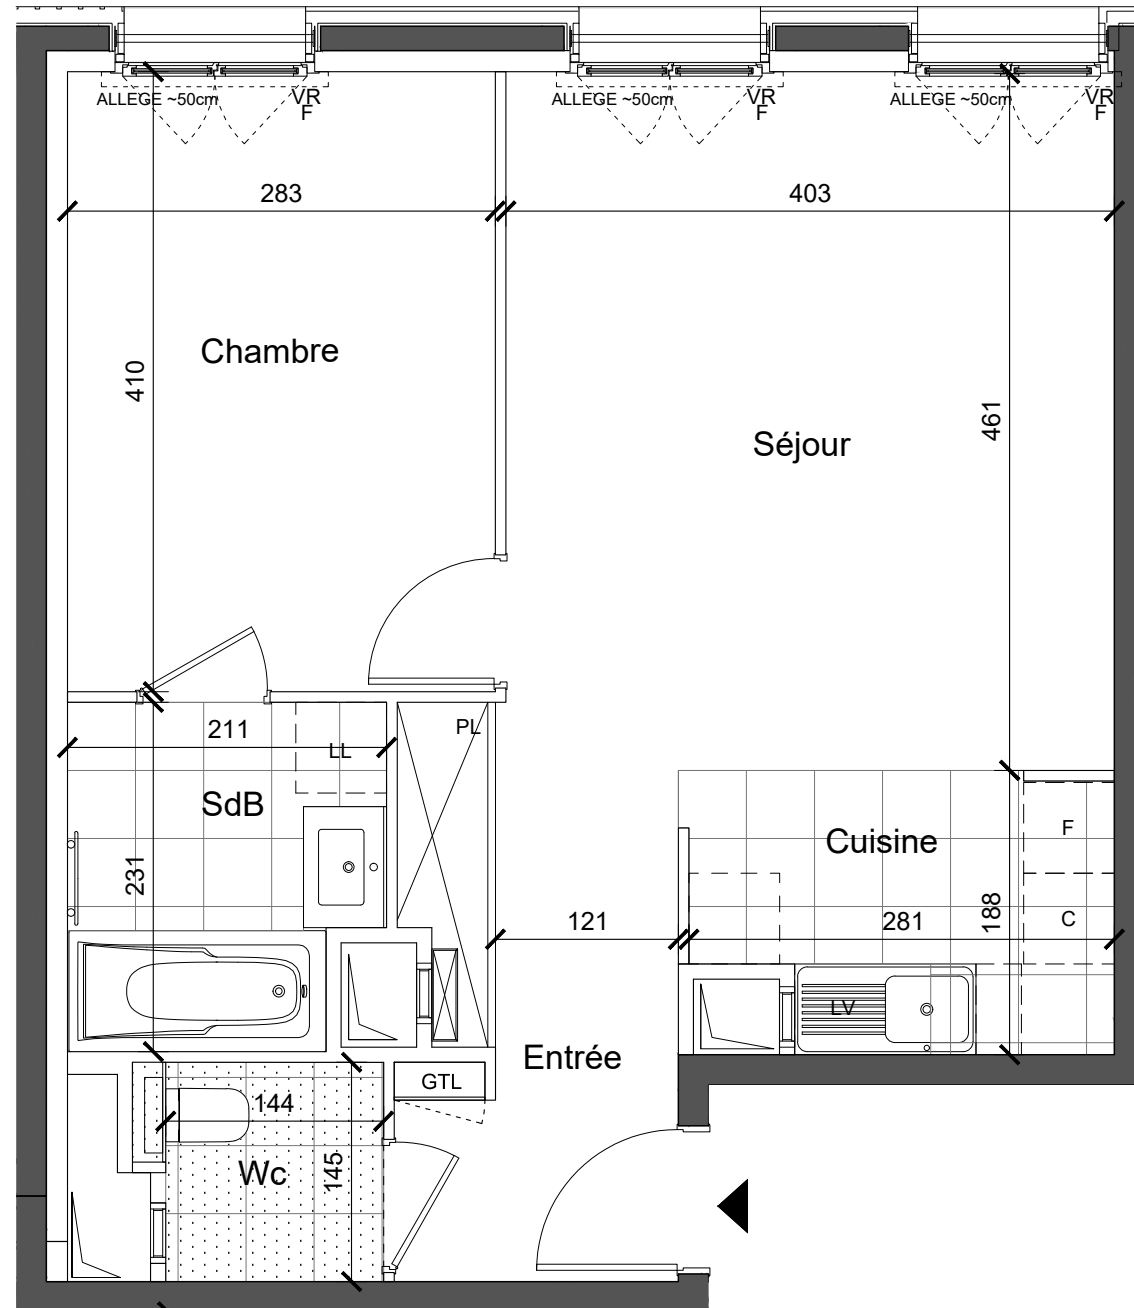 ALLEGE ~50cm
VR
F
ALLEGE ~50cm
VR
F
ALLEGE ~50cm
VR
F
283
403
Chambre
410
Séjour
461
211
LL
PL
SdB
231
Cuisine
F
C
121
281
188
LV
Entrée
GTL
144
Wc
145